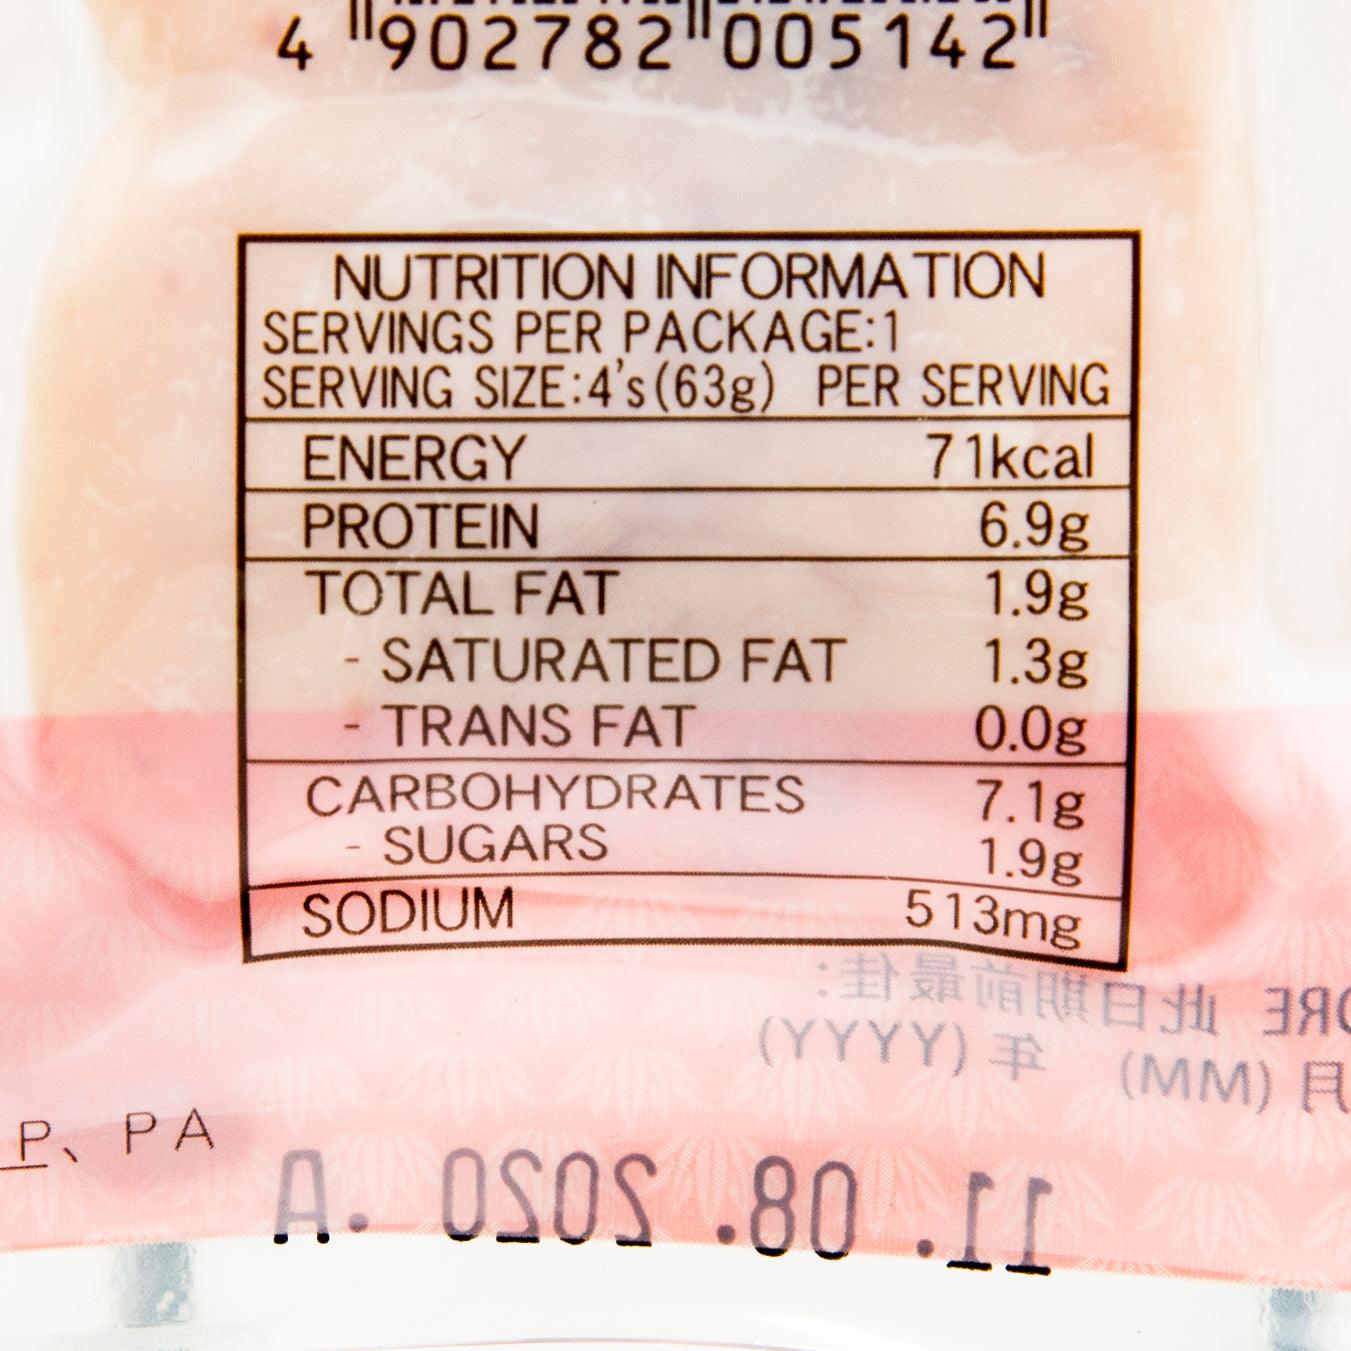 4 902782 005142
NUTRITION INFORMATION
SERVINGS PER PACKAGE:1
SERVING SIZE:4's(63g) PER SERVING
ENERGY 71kcal
PROTEIN 6.9g
TOTAL FAT 1.9g
- SATURATED FAT 1.3g
- TRANS FAT 0.0g
CARBOHYDRATES 7.1g
- SUGARS 1.9g
SODIUM 513mg
ORE 此日期前最佳:
月 (MM) 年 (YYYY)
P、PA
11. 08. 2020 .A